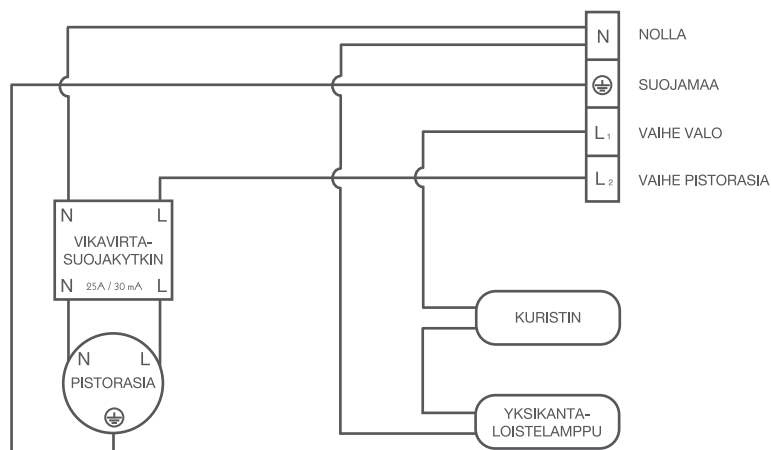 N NOLLA
SUOJAMAA
L1 VAIHE VALO
L2 VAIHE PISTORASIA
N L
VIKAVIRTA-
SUOJAKYTKIN
N 25A / 30 mA L
N L
PISTORASIA
KURISTIN
YKSIKANTA-
LOISTELAMPPU